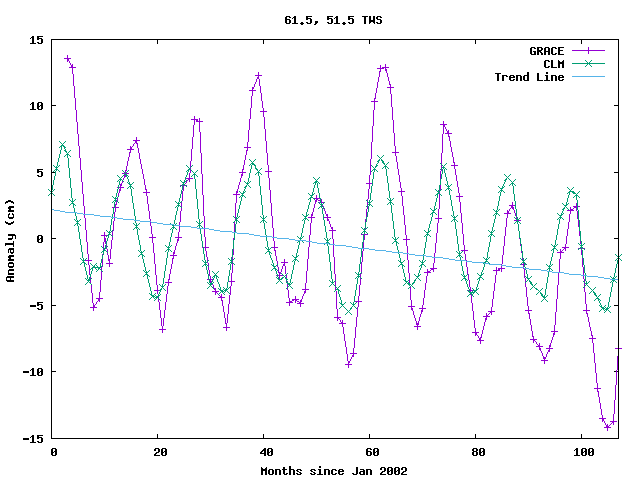 61.5, 51.5 TWS
GRACE
CLM
Trend Line
15
10
5
0
-5
-10
-15
Anomaly (cm)
0 20 40 60 80 100
Months since Jan 2002